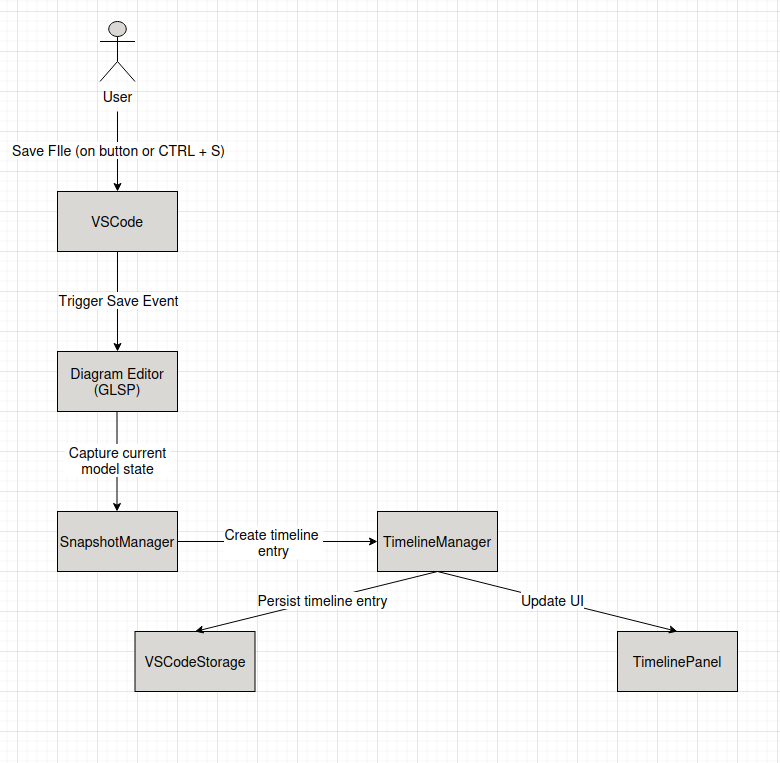 User
Save FIle (on button or CTRL + S)
VSCode
Trigger Save Event
Diagram Editor
(GLSP)
Capture current
model state
SnapshotManager
Create timeline
entry
TimelineManager
Persist timeline entry
Update UI
VSCodeStorage
TimelinePanel